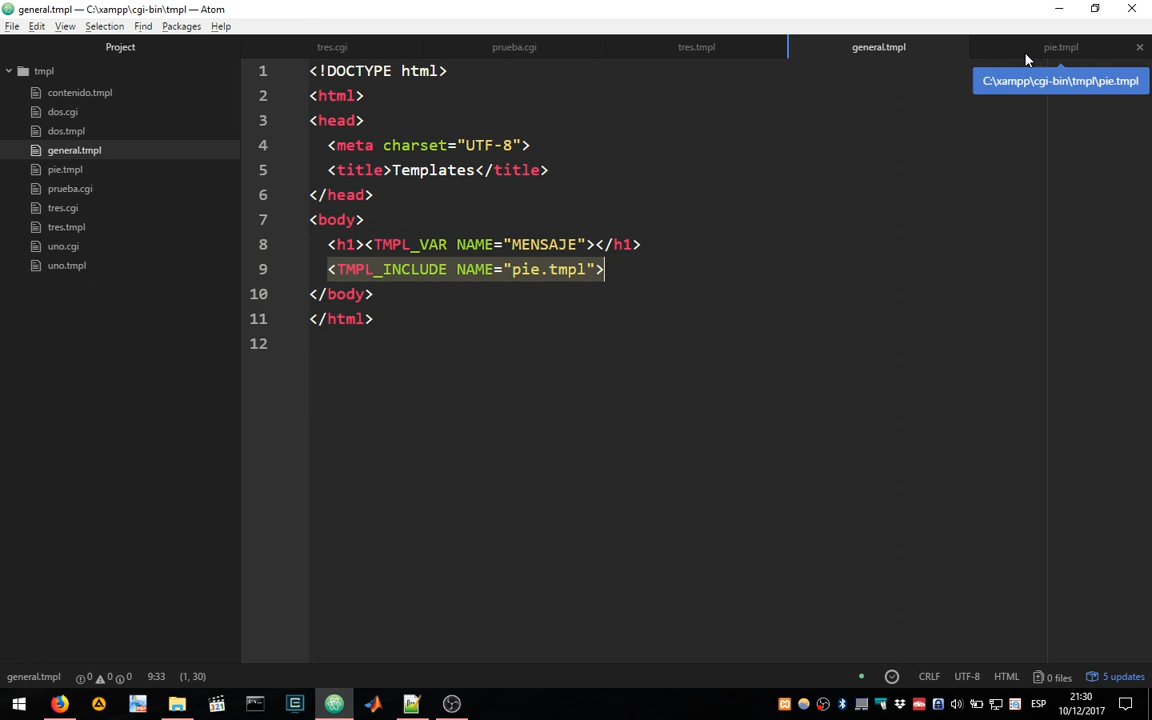 general.tmpl — C:\xampp\cgi-bin\tmpl — Atom
File Edit View Selection Find Packages Help
Project tres.cgi prueba.cgi tres.tmpl general.tmpl pie.tmpl
C:\xampp\cgi-bin\tmpl\pie.tmpl
tmpl
contenido.tmpl
dos.cgi
dos.tmpl
general.tmpl
pie.tmpl
prueba.cgi
tres.cgi
tres.tmpl
uno.cgi
uno.tmpl
1 <!DOCTYPE html>
2 <html>
3 <head>
4 <meta charset="UTF-8">
5 <title>Templates</title>
6 </head>
7 <body>
8 <h1><TMPL_VAR NAME="MENSAJE"></h1>
9 <TMPL_INCLUDE NAME="pie.tmpl">
10 </body>
11 </html>
12
general.tmpl 0 0 0 9:33 (1, 30) CRLF UTF-8 HTML 0 files 5 updates
ESP 21:30
10/12/2017